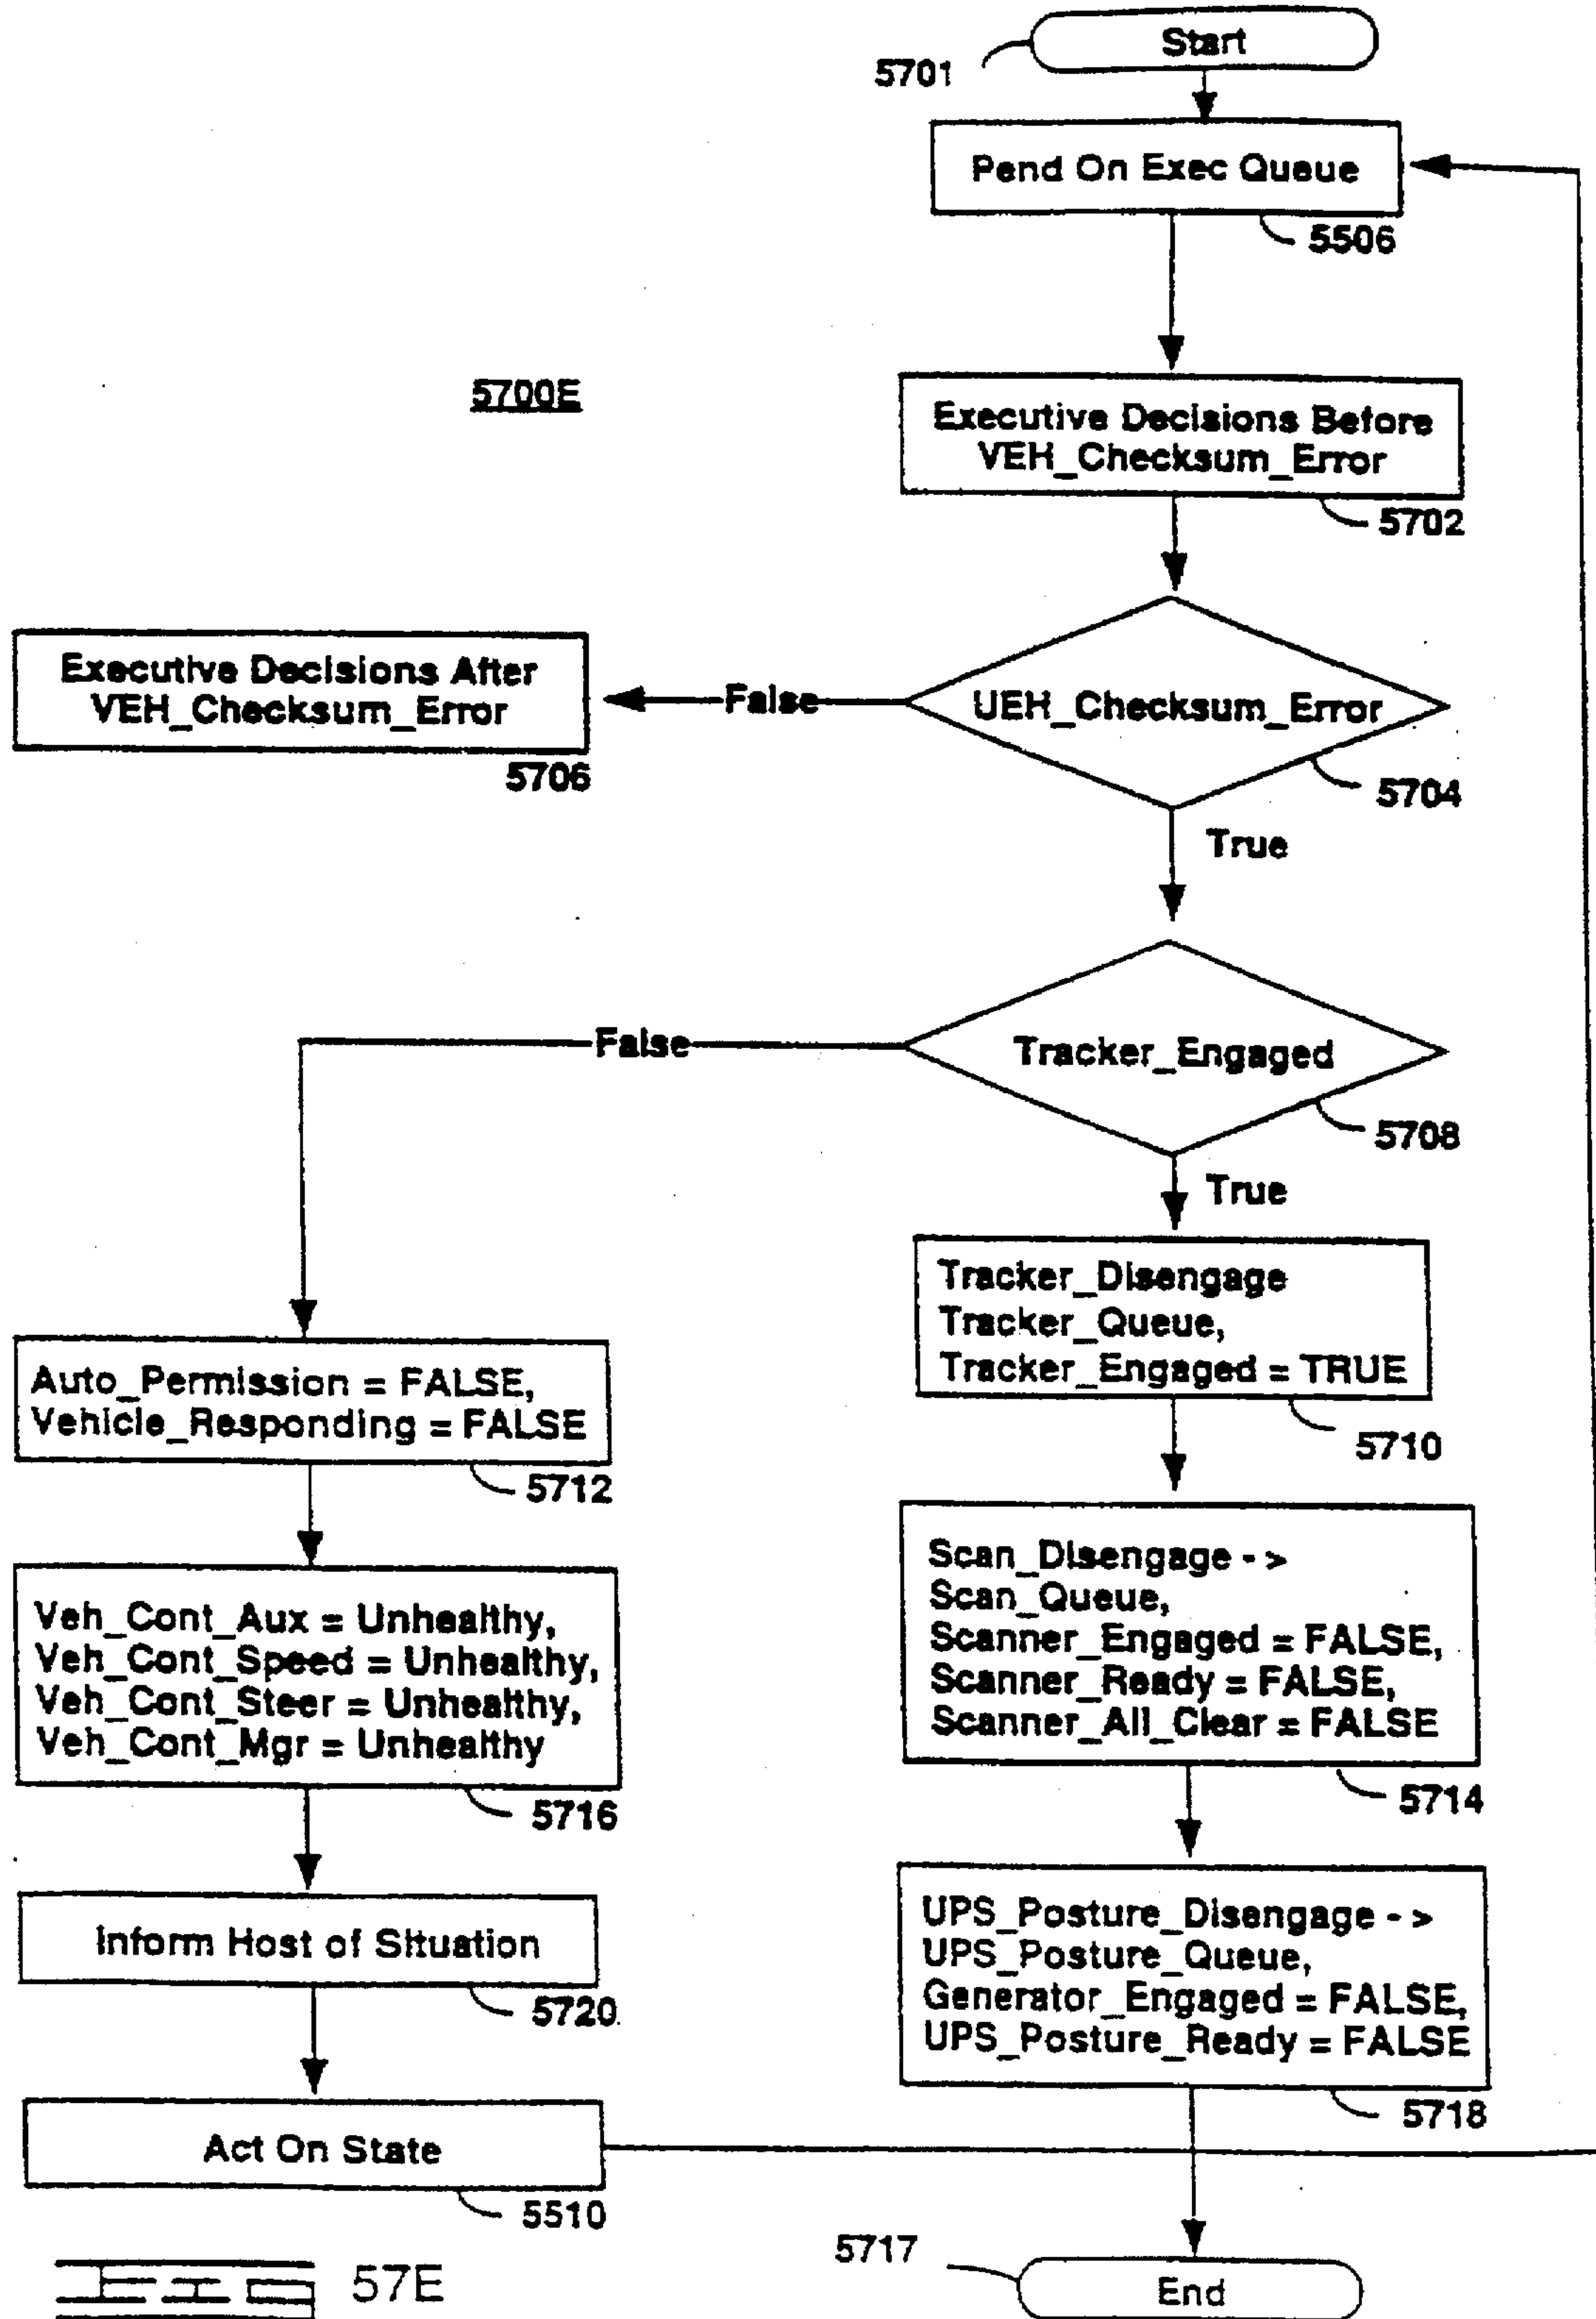 Start
5701
Pend On Exec Queue
5506
5700E
Executive Decisions Before
VEH_Checksum_Error
5702
Executive Decisions After
VEH_Checksum_Error
5706
False
UEH_Checksum_Error
5704
True
False
Tracker_Engaged
5708
True
Tracker_Disengage
Tracker_Queue,
Tracker_Engaged = TRUE
5710
Auto_Permission = FALSE,
Vehicle_Responding = FALSE
5712
Scan_Disengage - >
Scan_Queue,
Scanner_Engaged = FALSE,
Scanner_Ready = FALSE,
Scanner_All_Clear = FALSE
5714
Veh_Cont_Aux = Unhealthy,
Veh_Cont_Speed = Unhealthy,
Veh_Cont_Steer = Unhealthy,
Veh_Cont_Mgr = Unhealthy
5716
UPS_Posture_Disengage - >
UPS_Posture_Queue,
Generator_Engaged = FALSE,
UPS_Posture_Ready = FALSE
5718
Inform Host of Situation
5720
Act On State
5510
5717
End
FIG 57E